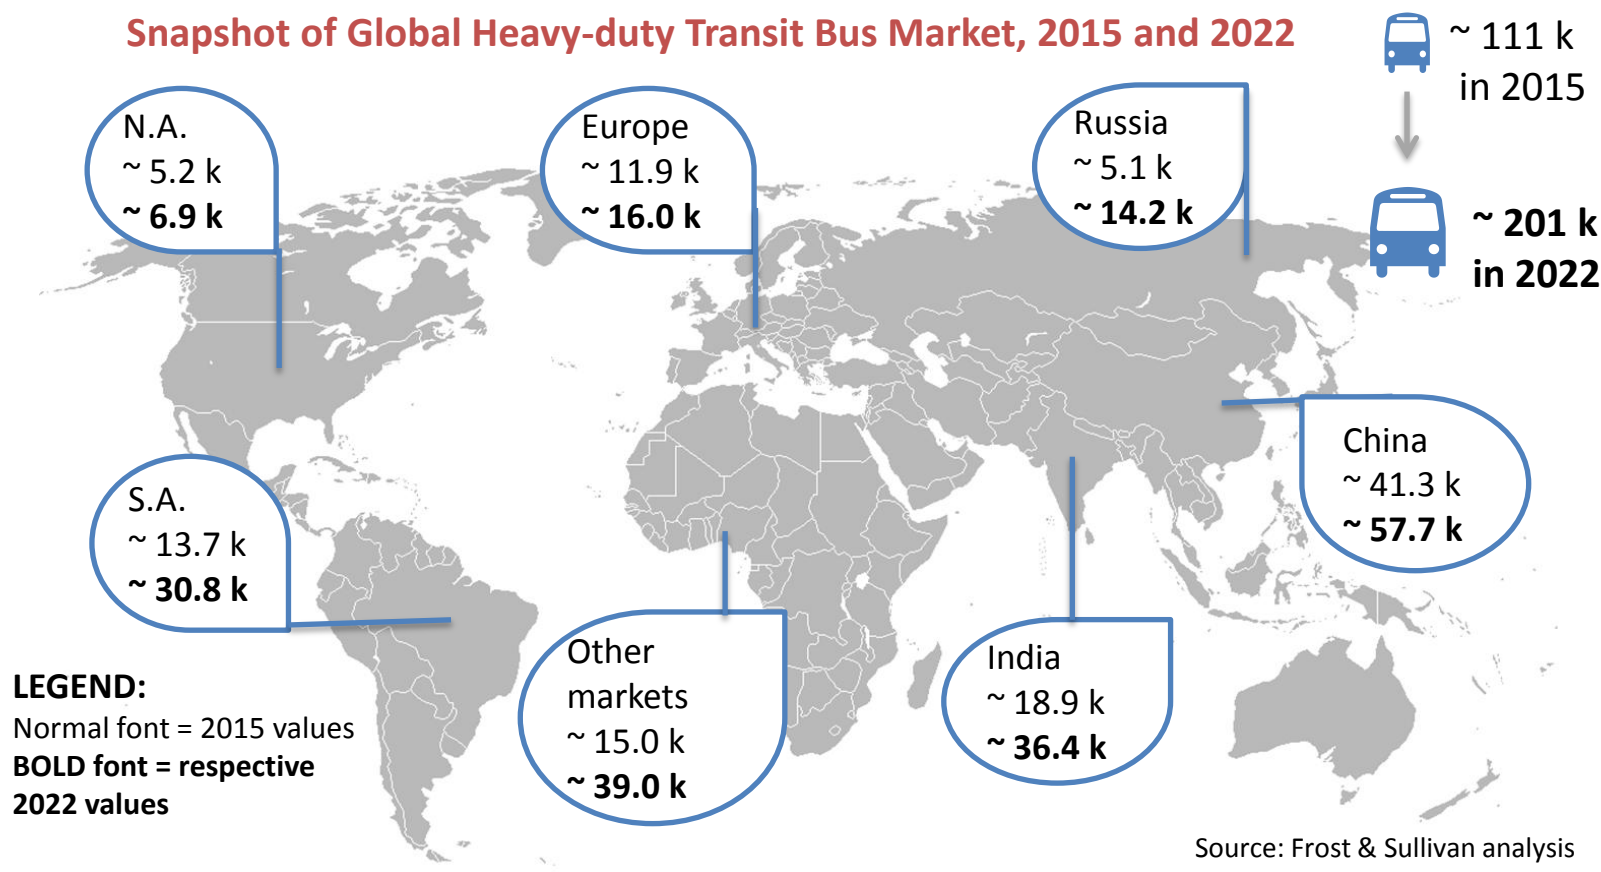 Snapshot of Global Heavy-duty Transit Bus Market, 2015 and 2022
~ 111 k
in 2015
~ 201 k
in 2022
N.A.
~ 5.2 k
~ 6.9 k
Europe
~ 11.9 k
~ 16.0 k
Russia
~ 5.1 k
~ 14.2 k
China
~ 41.3 k
~ 57.7 k
S.A.
~ 13.7 k
~ 30.8 k
Other
markets
~ 15.0 k
~ 39.0 k
India
~ 18.9 k
~ 36.4 k
LEGEND:
Normal font = 2015 values
BOLD font = respective
2022 values
Source: Frost & Sullivan analysis